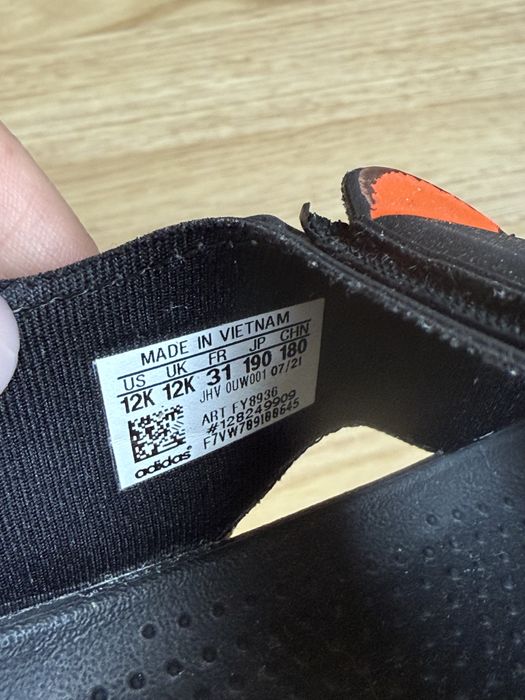 MADE IN VIETNAM
US UK FR JP CHN
12K 12K 31 190 180
JHV 0UW001 07/21
ART FY8936
#128249909
F7VW789188645
adidas